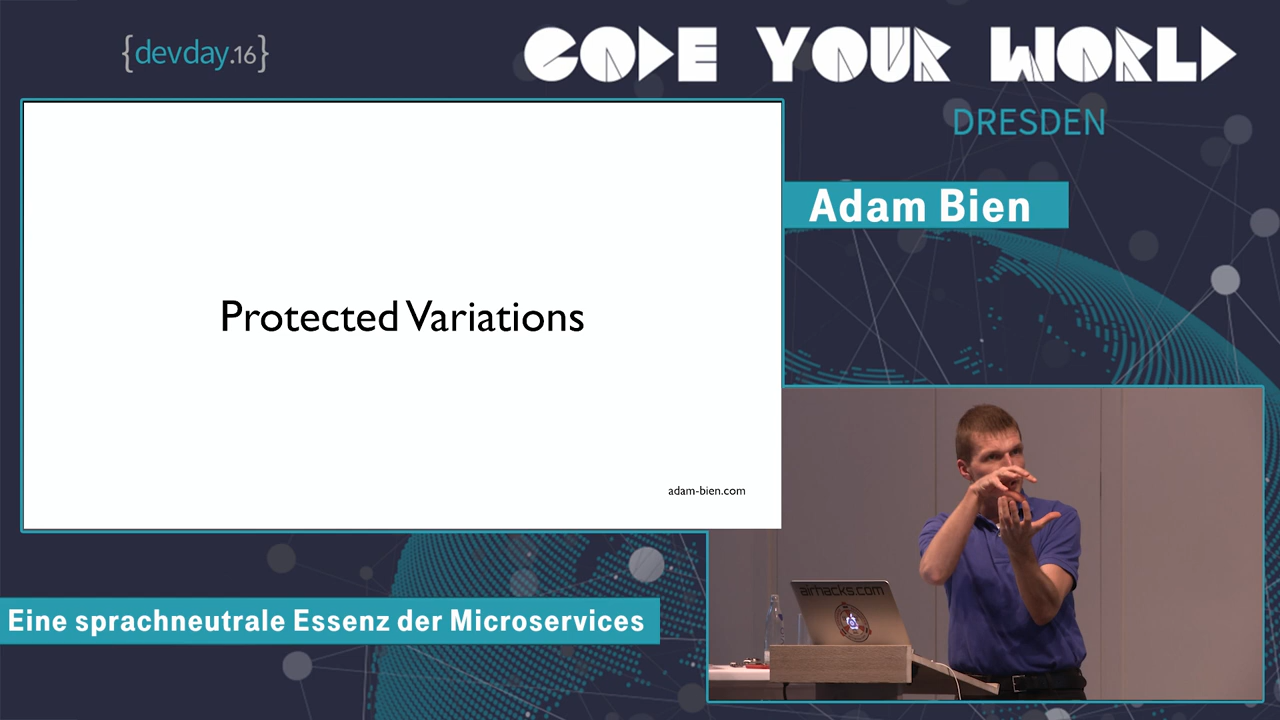 {devday.16}
CODE YOUR WORLD
DRESDEN
Adam Bien
Protected Variations
adam-bien.com
airhacks.com
Eine sprachneutrale Essenz der Microservices